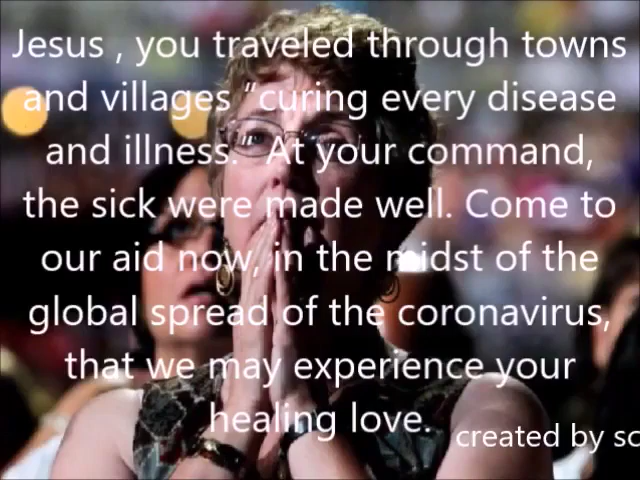 Jesus , you traveled through towns
and villages “curing every disease
and illness.” At your command,
the sick were made well. Come to
our aid now, in the midst of the
global spread of the coronavirus,
that we may experience your
healing love.
created by